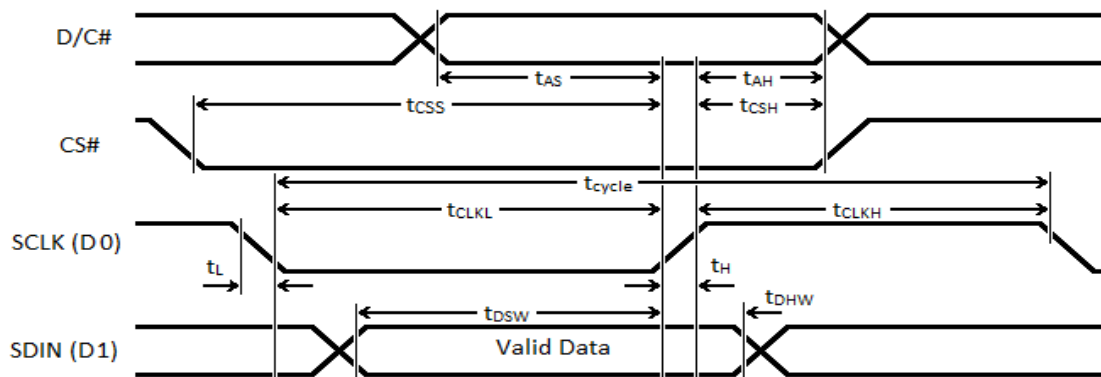 D/C#
tAS
tAH
tCSS
tCSH
CS#
tcycle
tCLKL
tCLKH
SCLK (D0)
tL
tH
tDHW
tDSW
SDIN (D1)
Valid Data